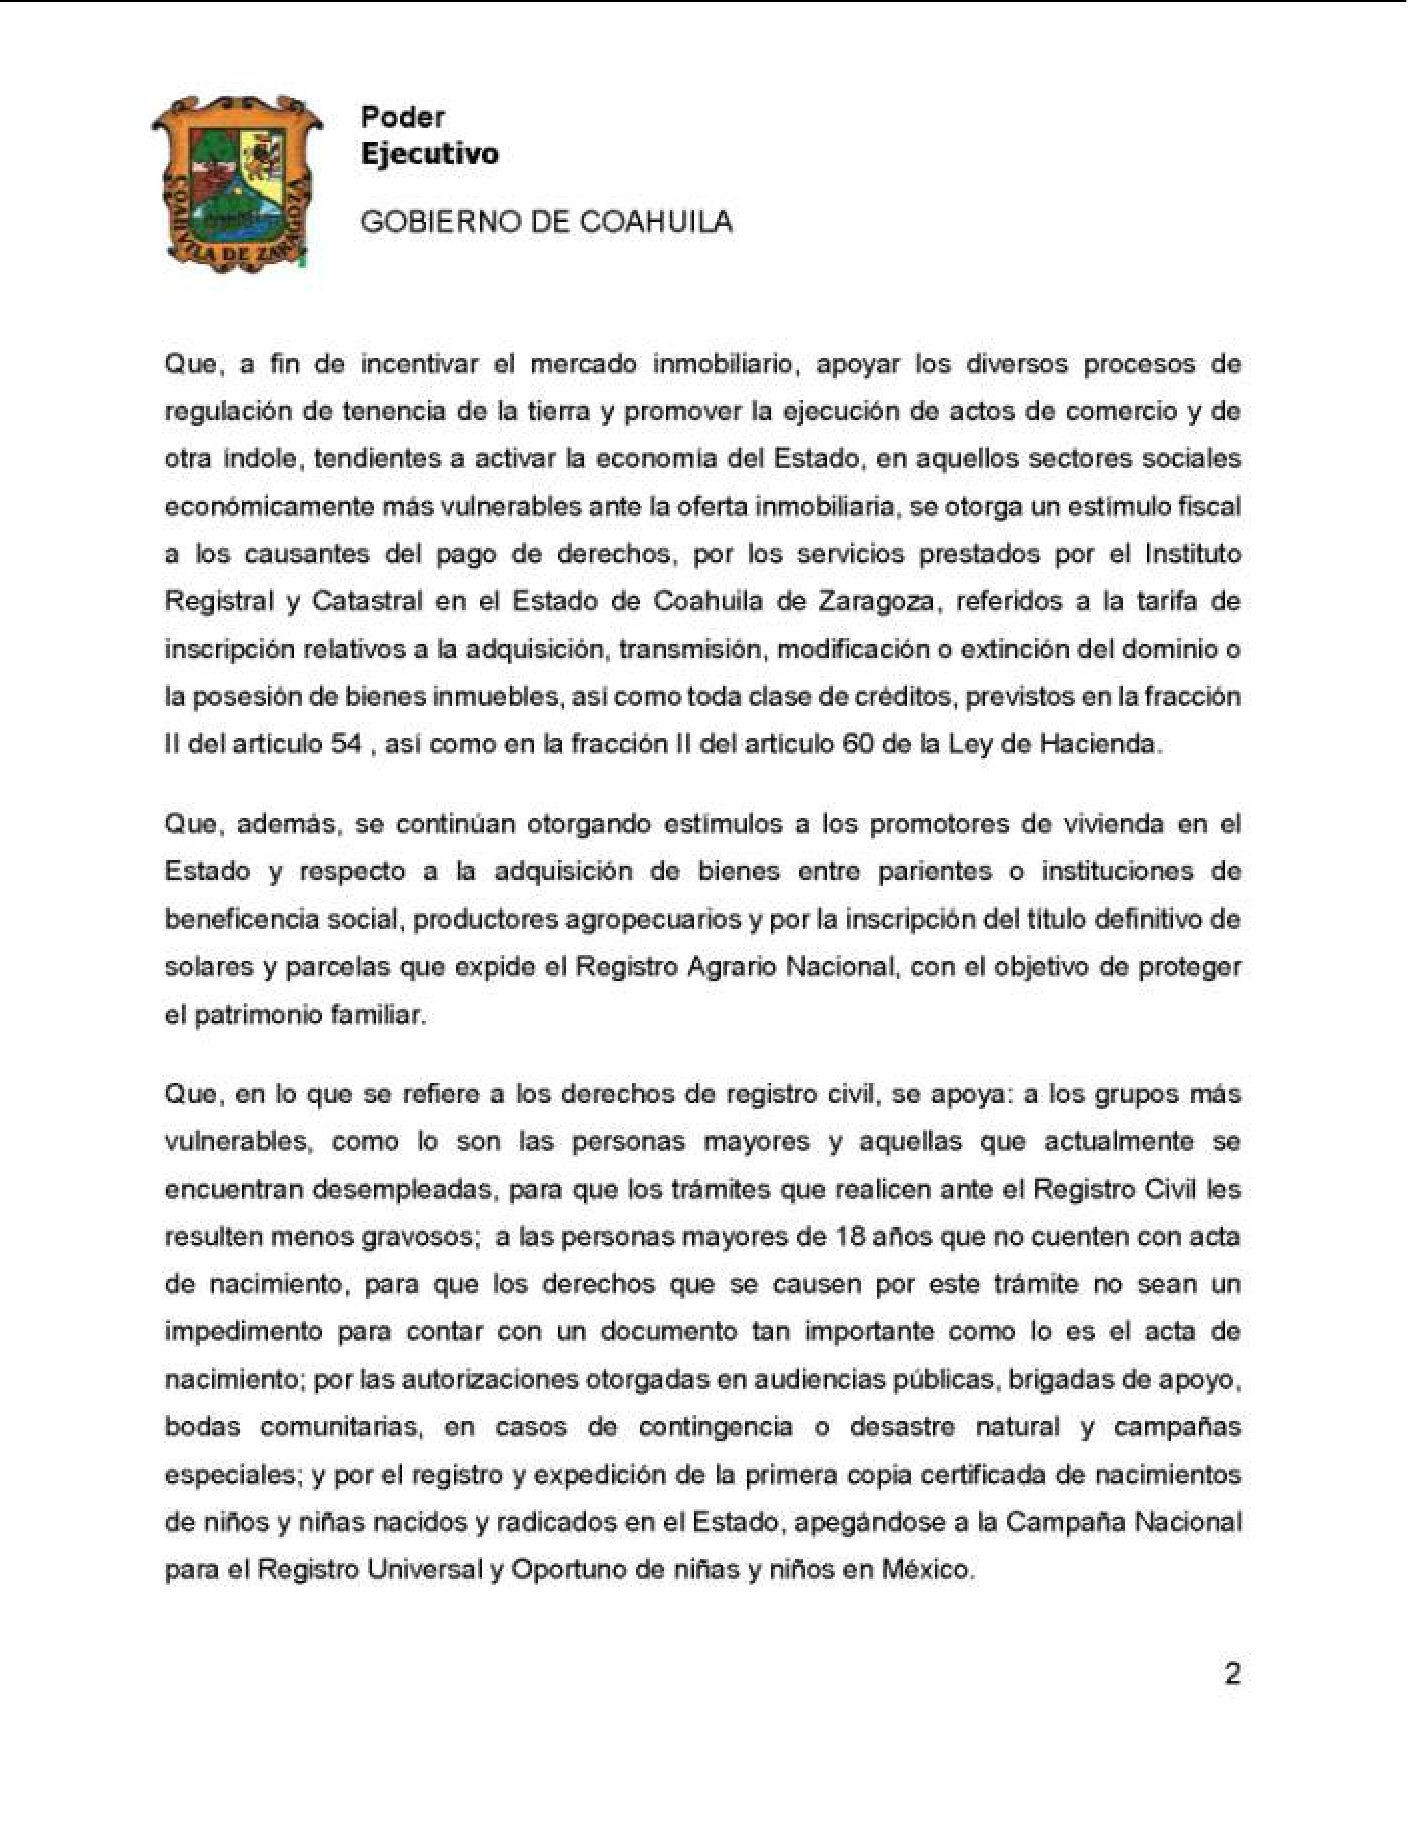 Poder
Ejecutivo
GOBIERNO DE COAHUILA
COAHVILA DE ZARAGOZA
Que, a fin de incentivar el mercado inmobiliario, apoyar los diversos procesos de
regulación de tenencia de la tierra y promover la ejecución de actos de comercio y de
otra índole, tendientes a activar la economía del Estado, en aquellos sectores sociales
económicamente más vulnerables ante la oferta inmobiliaria, se otorga un estímulo fiscal
a los causantes del pago de derechos, por los servicios prestados por el Instituto
Registral y Catastral en el Estado de Coahuila de Zaragoza, referidos a la tarifa de
inscripción relativos a la adquisición, transmisión, modificación o extinción del dominio o
la posesión de bienes inmuebles, así como toda clase de créditos, previstos en la fracción
II del artículo 54 , así como en la fracción II del artículo 60 de la Ley de Hacienda.
Que, además, se continúan otorgando estímulos a los promotores de vivienda en el
Estado y respecto a la adquisición de bienes entre parientes o instituciones de
beneficencia social, productores agropecuarios y por la inscripción del título definitivo de
solares y parcelas que expide el Registro Agrario Nacional, con el objetivo de proteger
el patrimonio familiar.
Que, en lo que se refiere a los derechos de registro civil, se apoya: a los grupos más
vulnerables, como lo son las personas mayores y aquellas que actualmente se
encuentran desempleadas, para que los trámites que realicen ante el Registro Civil les
resulten menos gravosos; a las personas mayores de 18 años que no cuenten con acta
de nacimiento, para que los derechos que se causen por este trámite no sean un
impedimento para contar con un documento tan importante como lo es el acta de
nacimiento; por las autorizaciones otorgadas en audiencias públicas, brigadas de apoyo,
bodas comunitarias, en casos de contingencia o desastre natural y campañas
especiales; y por el registro y expedición de la primera copia certificada de nacimientos
de niños y niñas nacidos y radicados en el Estado, apegándose a la Campaña Nacional
para el Registro Universal y Oportuno de niñas y niños en México.
2